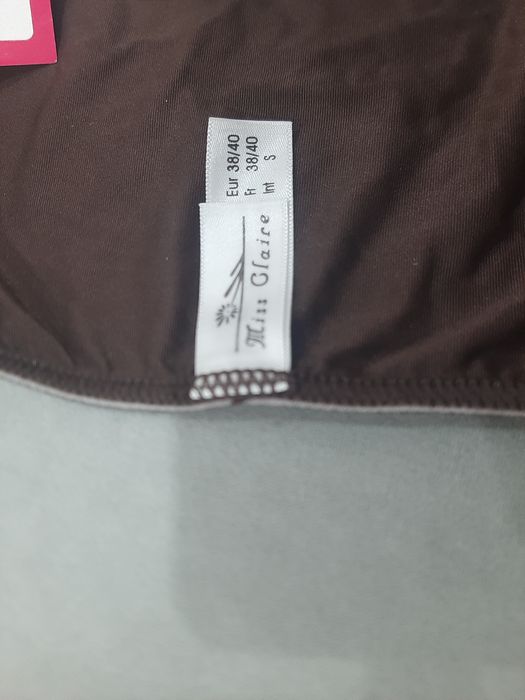 Eur 38/40
Fr 38/40
Int S
Miss Claire